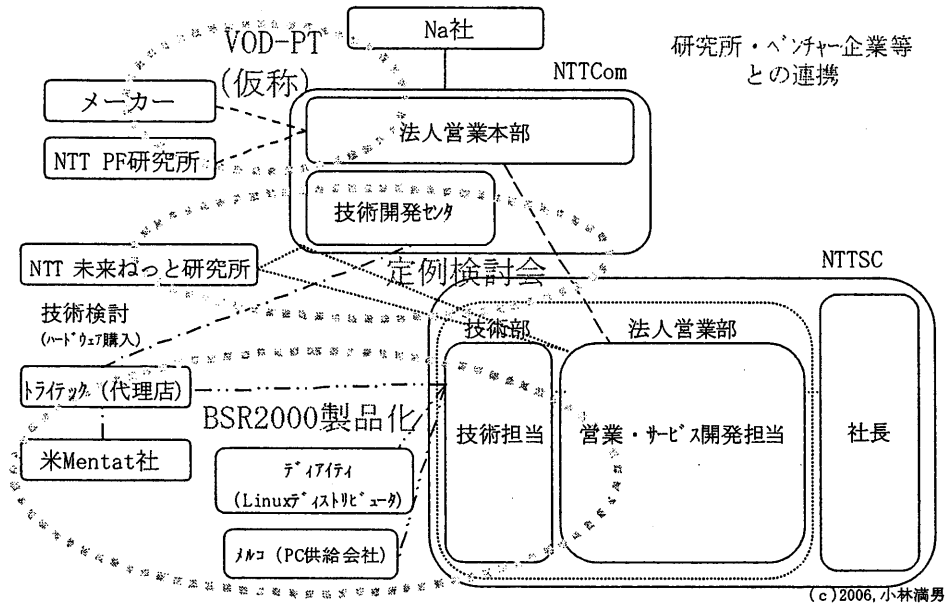 Na社
研究所・ベンチャー企業等
との連携
VOD-PT
(仮称)
NTTCom
メーカー
法人営業本部
NTT PF研究所
技術開発センタ
NTT 未来ねっと研究所
定例検討会
NTTSC
技術検討
(ハードウェア購入)
技術部
法人営業部
トライテック (代理店)
BSR2000製品化
技術担当
営業・サービス開発担当
社長
米Mentat社
ディアイティ
(Linuxディストリビュータ)
メルコ (PC供給会社)
(c)2006,小林満男